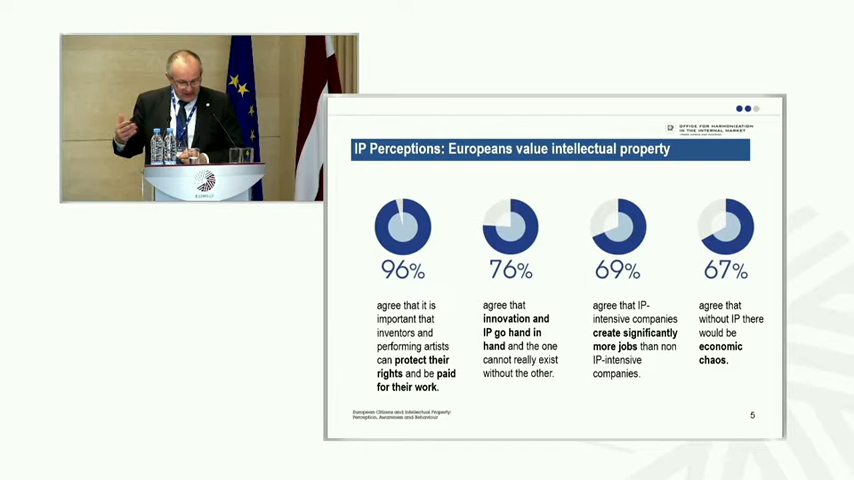 OFFICE FOR HARMONIZATION
IN THE INTERNAL MARKET
IP Perceptions: Europeans value intellectual property
96%
agree that it is
important that
inventors and
performing artists
can protect their
rights and be paid
for their work.
76%
agree that
innovation and
IP go hand in
hand and the one
cannot really exist
without the other.
69%
agree that IP-
intensive companies
create significantly
more jobs than non
IP-intensive
companies.
67%
agree that
without IP there
would be
economic
chaos.
European Citizens and Intellectual Property:
Perception, Awareness and Behaviour
5